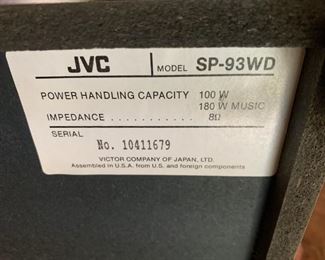 JVC MODEL SP-93WD
POWER HANDLING CAPACITY 100 W
180 W MUSIC
IMPEDANCE . . . . . . . . . . . 8Ω
SERIAL
No. 10411679
VICTOR COMPANY OF JAPAN, LTD.
Assembled in U.S.A. from U.S. and foreign components